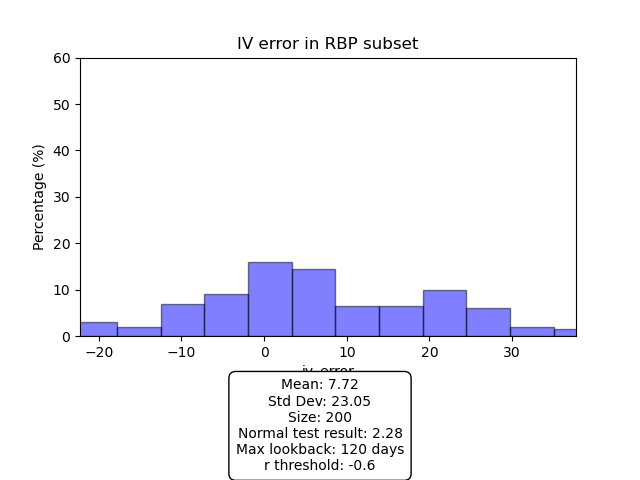 IV error in RBP subset
60
50
40
30
20
10
0
Percentage (%)
−20
−10
0
10
20
30
iv_error
Mean: 7.72
Std Dev: 23.05
Size: 200
Normal test result: 2.28
Max lookback: 120 days
r threshold: -0.6